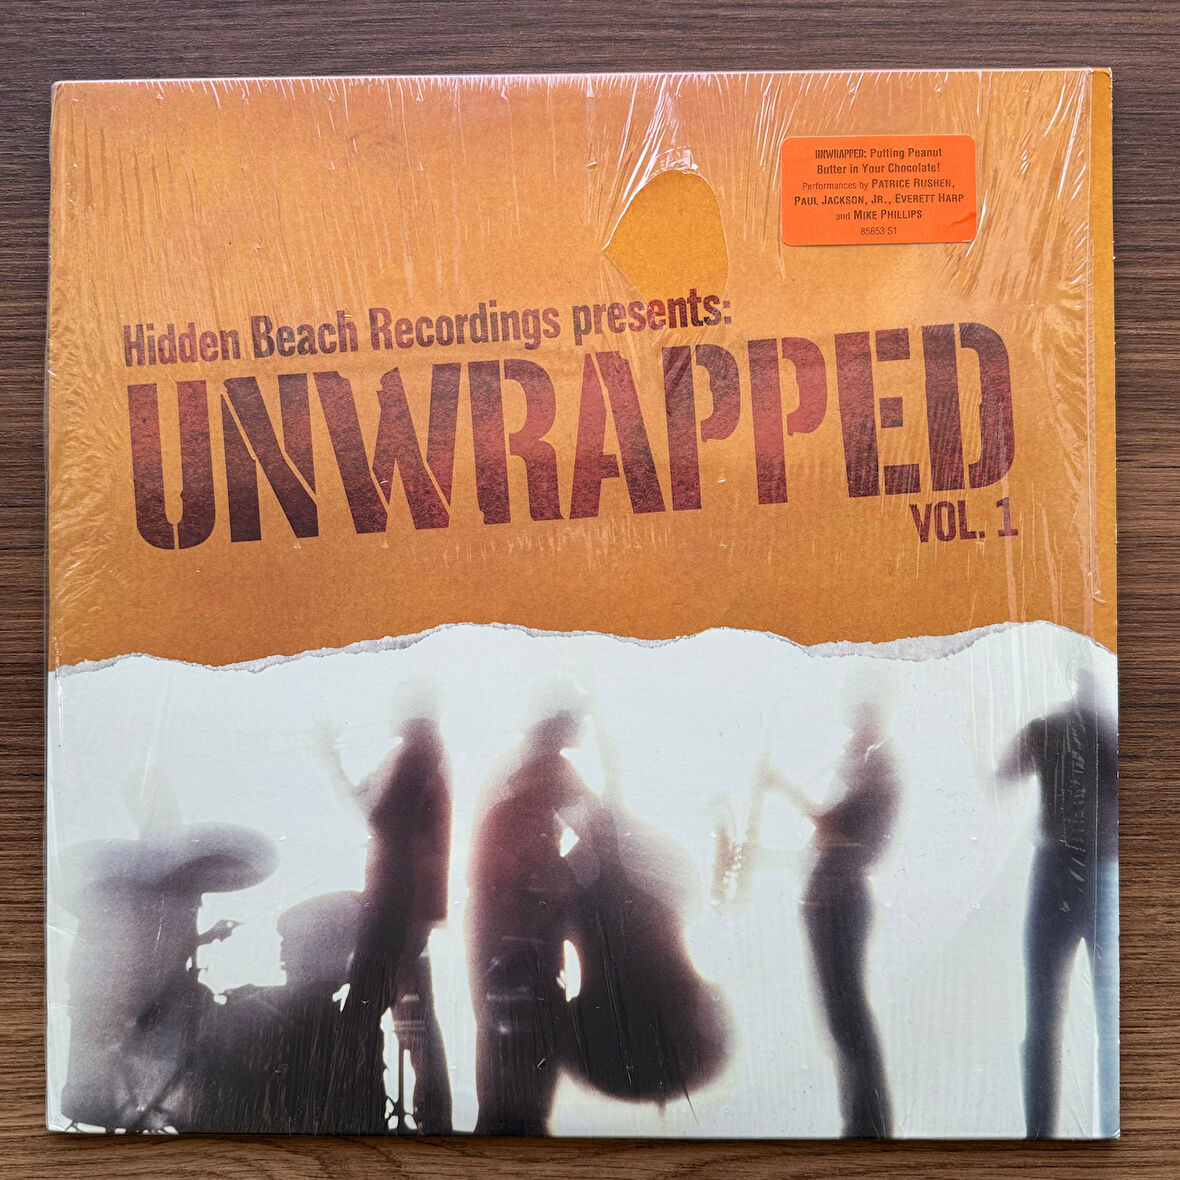 UNWRAPPED: Putting Peanut
Butter in Your Chocolate!
Performances by PATRICE RUSHEN,
PAUL JACKSON, JR., EVERETT HARP
and MIKE PHILLIPS
85653 S1
Hidden Beach Recordings presents:
UNWRAPPED
VOL. 1